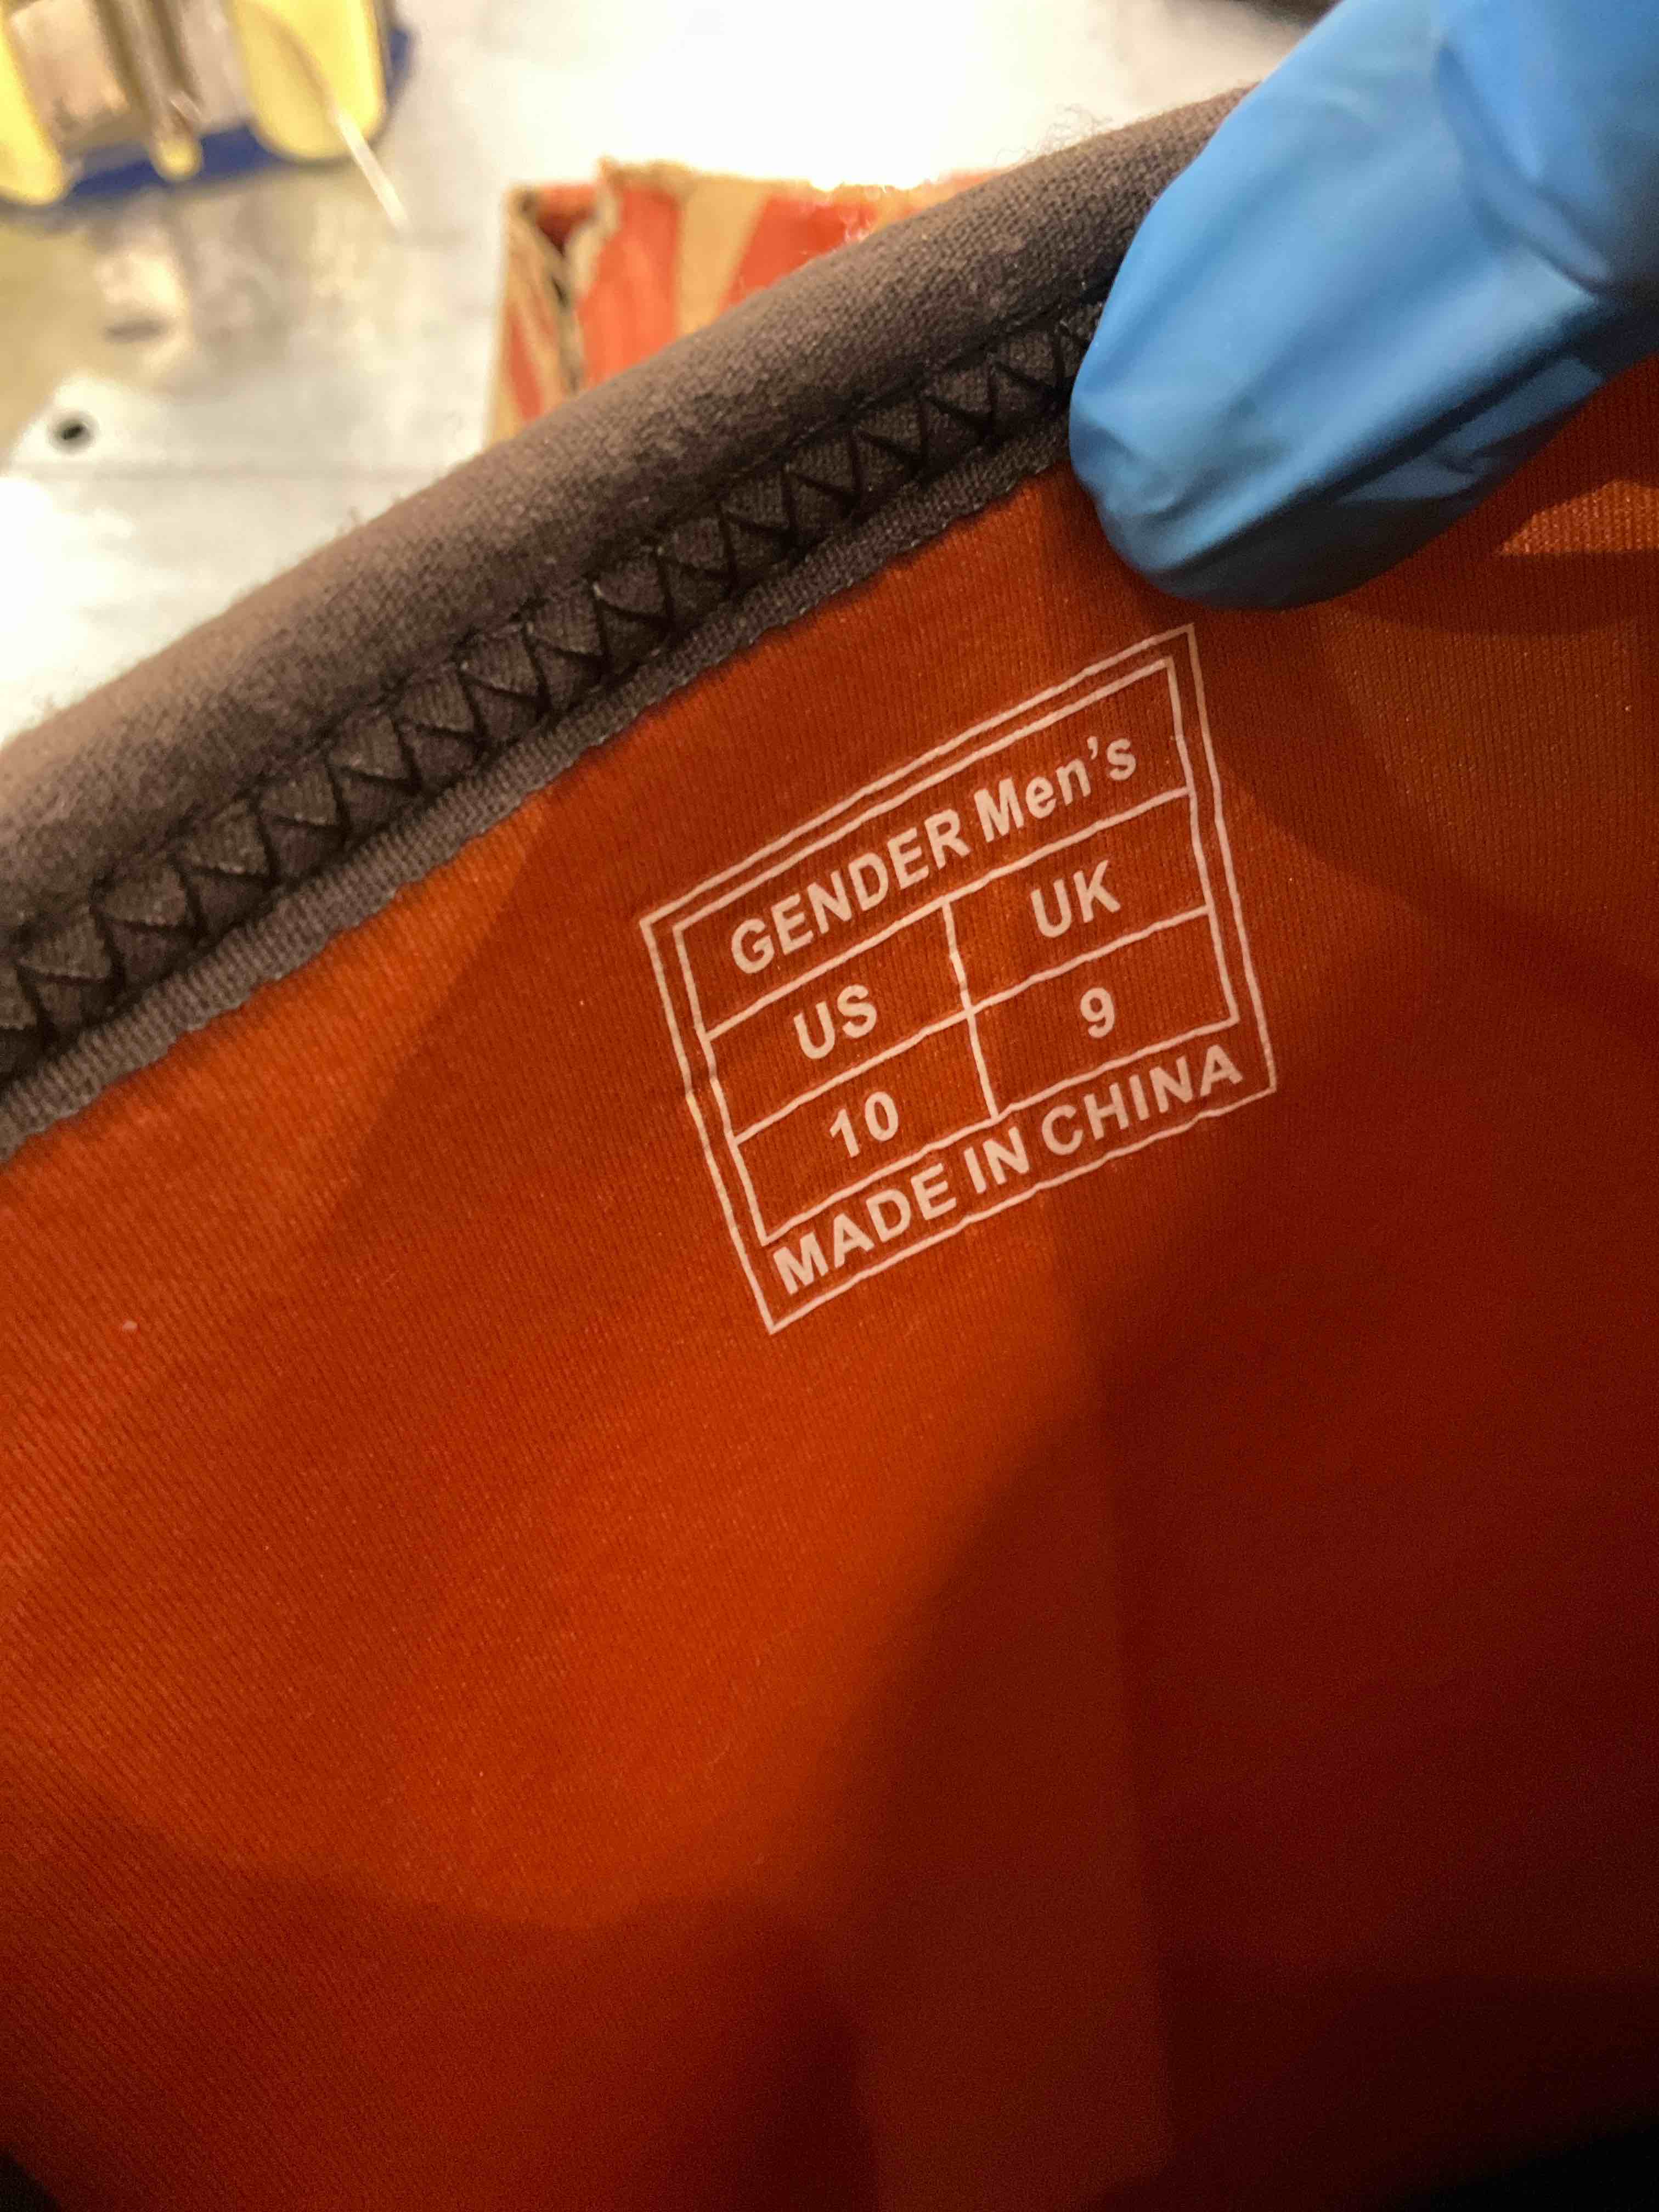 GENDER Men's
US UK
10 9
MADE IN CHINA